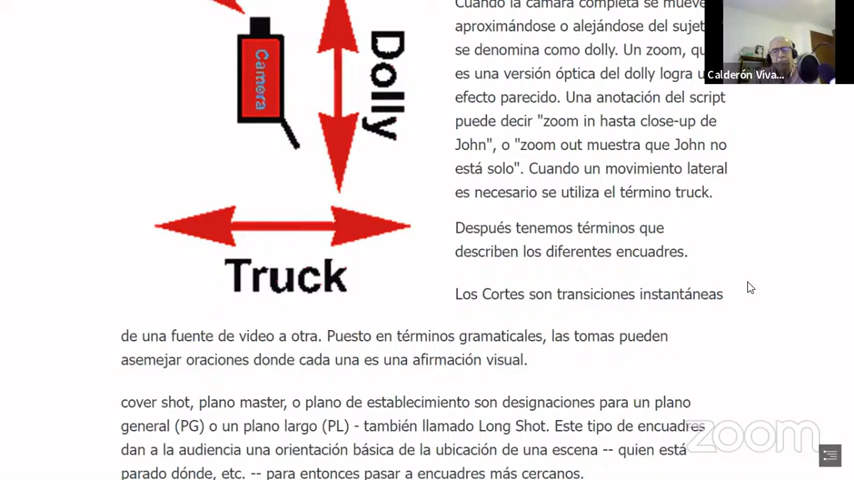 Cuando la cámara completa se mueve
aproximándose o alejándose del sujet
se denomina como dolly. Un zoom, qu
es una versión óptica del dolly logra u
efecto parecido. Una anotación del script
puede decir "zoom in hasta close-up de
John", o "zoom out muestra que John no
está solo". Cuando un movimiento lateral
es necesario se utiliza el término truck.
Después tenemos términos que
describen los diferentes encuadres.
Los Cortes son transiciones instantáneas
de una fuente de video a otra. Puesto en términos gramaticales, las tomas pueden
asemejar oraciones donde cada una es una afirmación visual.
cover shot, plano master, o plano de establecimiento son designaciones para un plano
general (PG) o un plano largo (PL) - también llamado Long Shot. Este tipo de encuadres
dan a la audiencia una orientación básica de la ubicación de una escena -- quien está
parado dónde, etc. -- para entonces pasar a encuadres más cercanos.
Camera
Dolly
Truck
Calderón Viva...
zoom